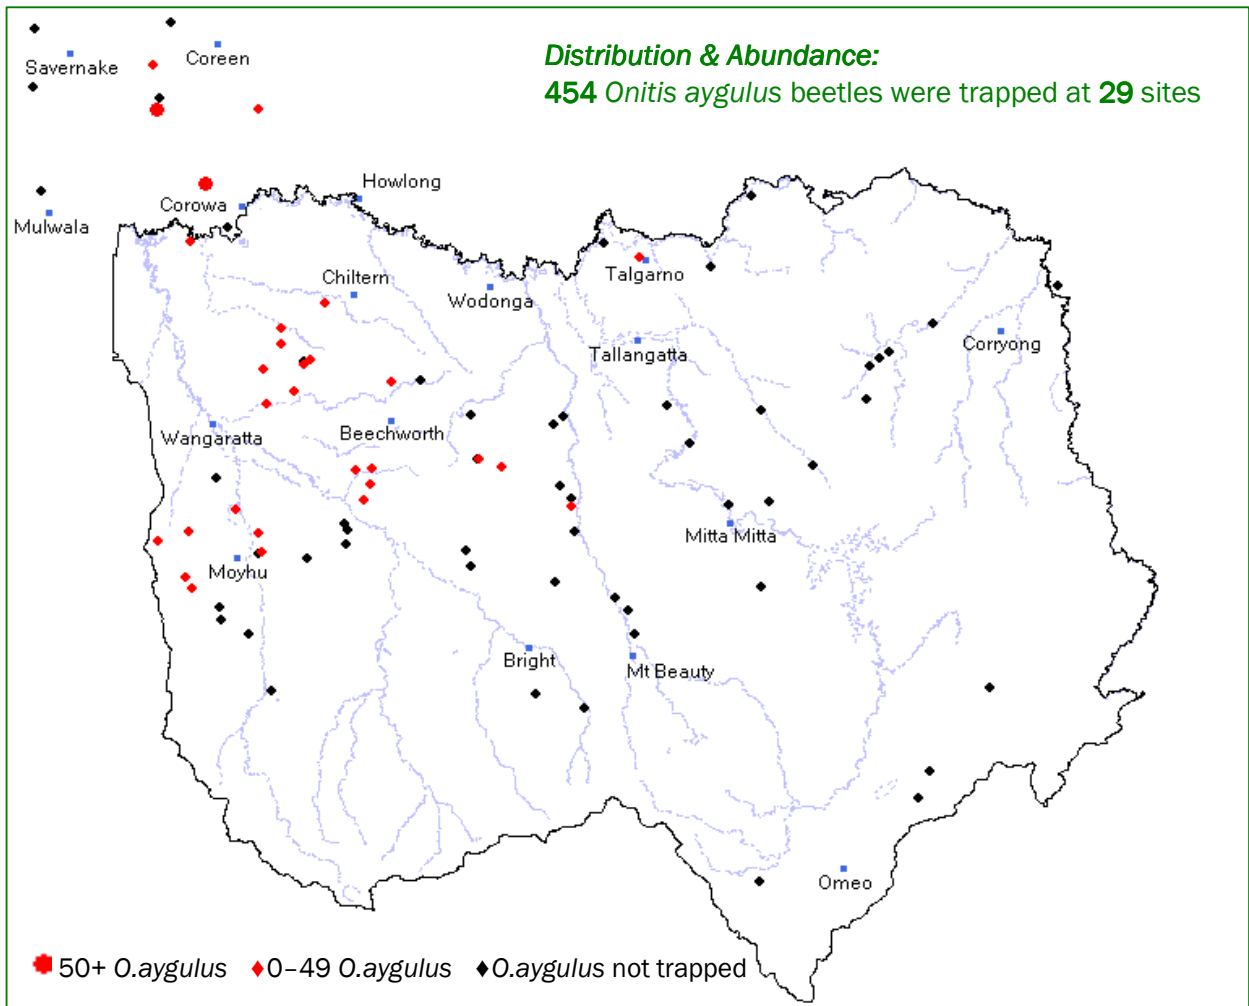 Distribution & Abundance:
454 Onitis aygulus beetles were trapped at 29 sites
Coreen
Savernake
Howlong
Corowa
Mulwala
Talgarno
Chiltern
Wodonga
Corryong
Tallangatta
Beechworth
Wangaratta
Mitta Mitta
Moyhu
Bright
Mt Beauty
Omeo
50+ O.aygulus 0–49 O.aygulus O.aygulus not trapped